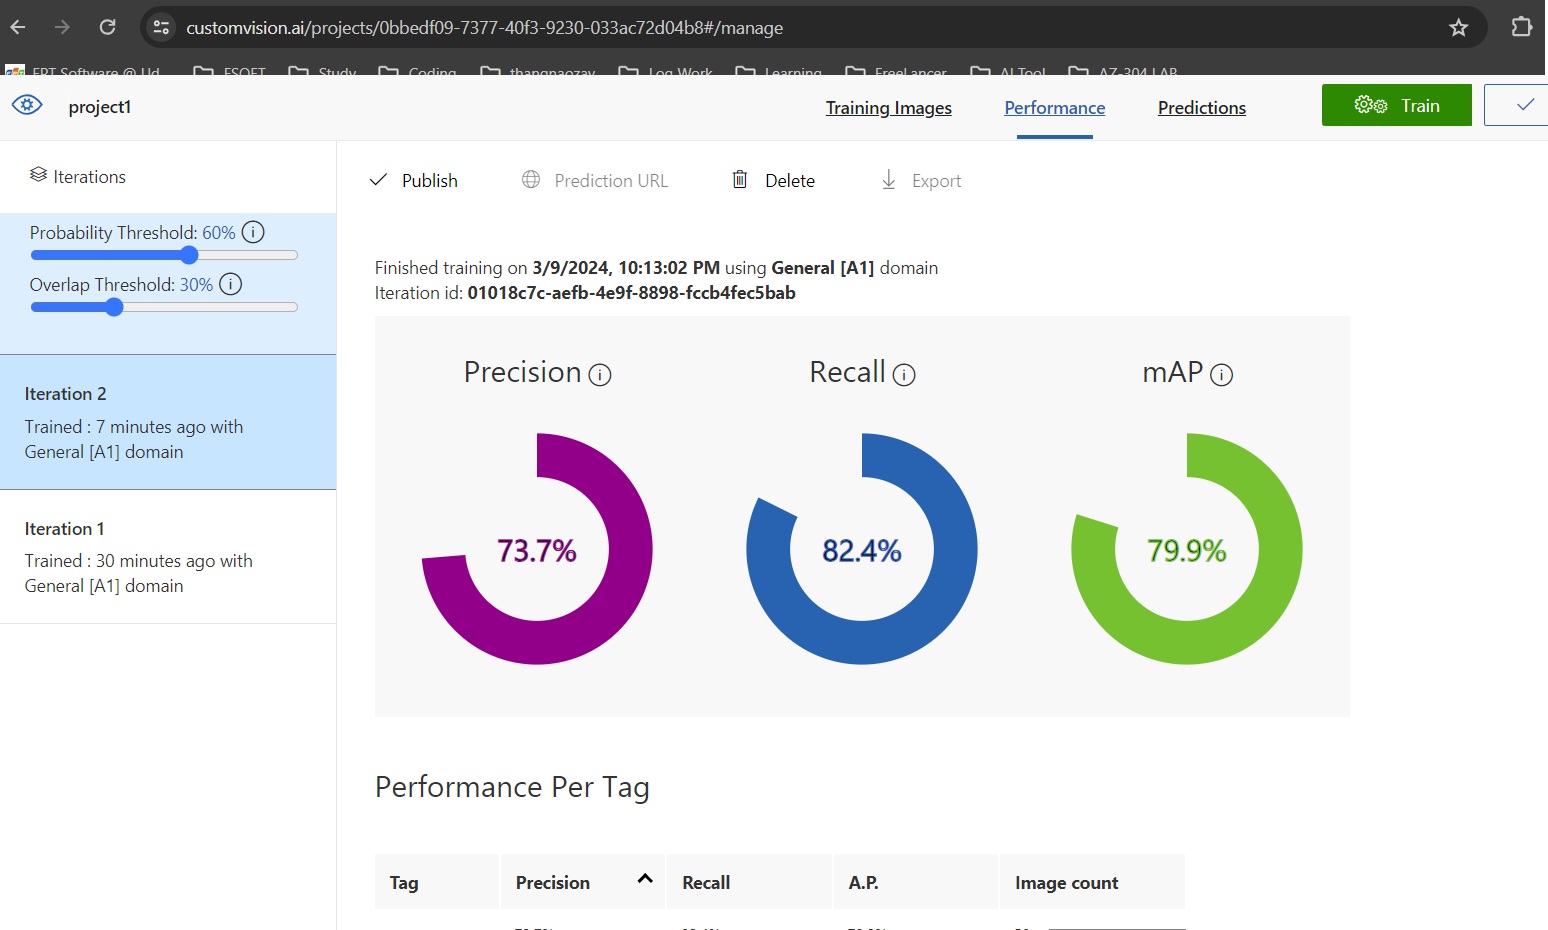 customvision.ai/projects/0bbedf09-7377-40f3-9230-033ac72d04b8#/manage
FPT Software @ Ud... FSOFT Study Coding thangnaozay Log Work Learning FreeLancer AI Tool AZ-304 LAB
project1 Training Images Performance Predictions Train
Iterations
Publish Prediction URL Delete Export
Probability Threshold: 60%
Overlap Threshold: 30%
Finished training on 3/9/2024, 10:13:02 PM using General [A1] domain
Iteration id: 01018c7c-aefb-4e9f-8898-fccb4fec5bab
Iteration 2
Trained : 7 minutes ago with
General [A1] domain
Iteration 1
Trained : 30 minutes ago with
General [A1] domain
Precision Recall mAP
73.7% 82.4% 79.9%
Performance Per Tag
Tag Precision Recall A.P. Image count